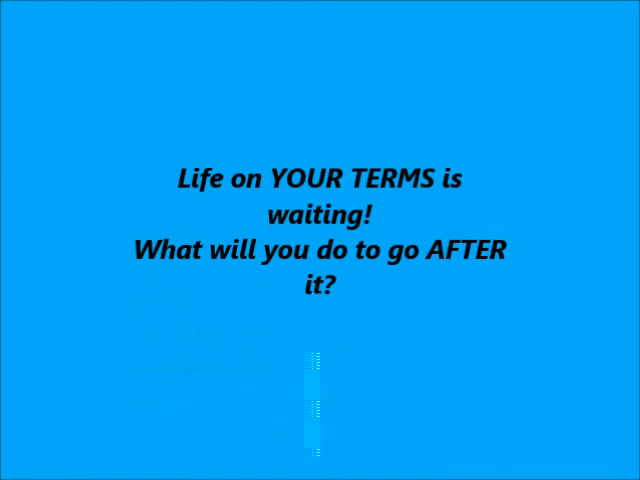 Life on YOUR TERMS is
waiting!
What will you do to go AFTER
it?